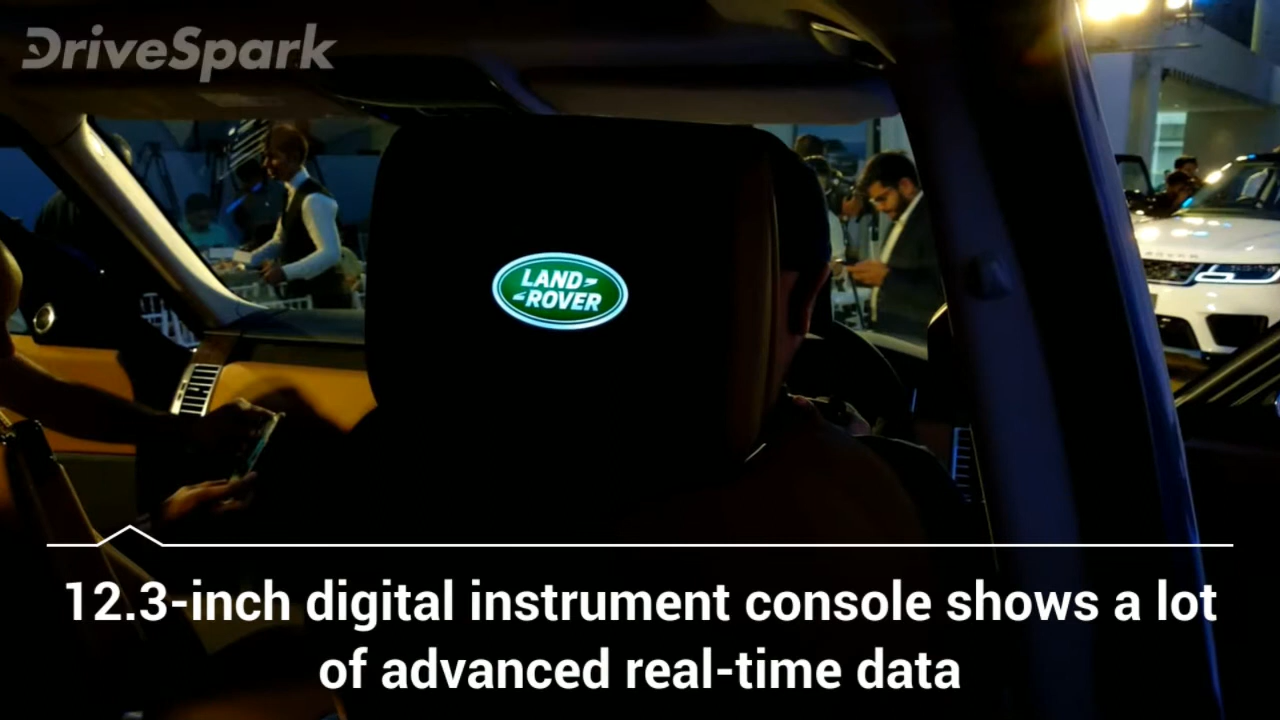 DriveSpark
LAND
ROVER
12.3-inch digital instrument console shows a lot
of advanced real-time data